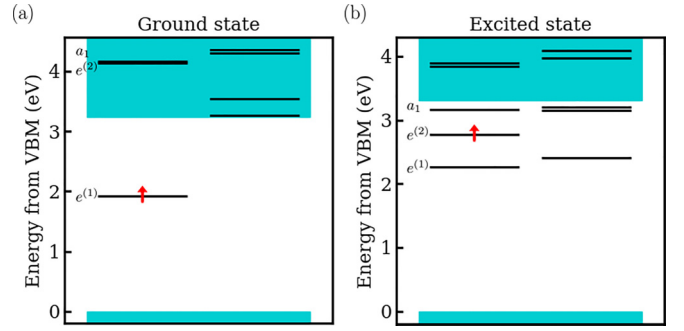 (a)
Ground state
Energy from VBM (eV)
4
3
2
1
0
a₁
e⁽²⁾
e⁽¹⁾
(b)
Excited state
Energy from VBM (eV)
4
3
2
1
0
a₁
e⁽²⁾
e⁽¹⁾